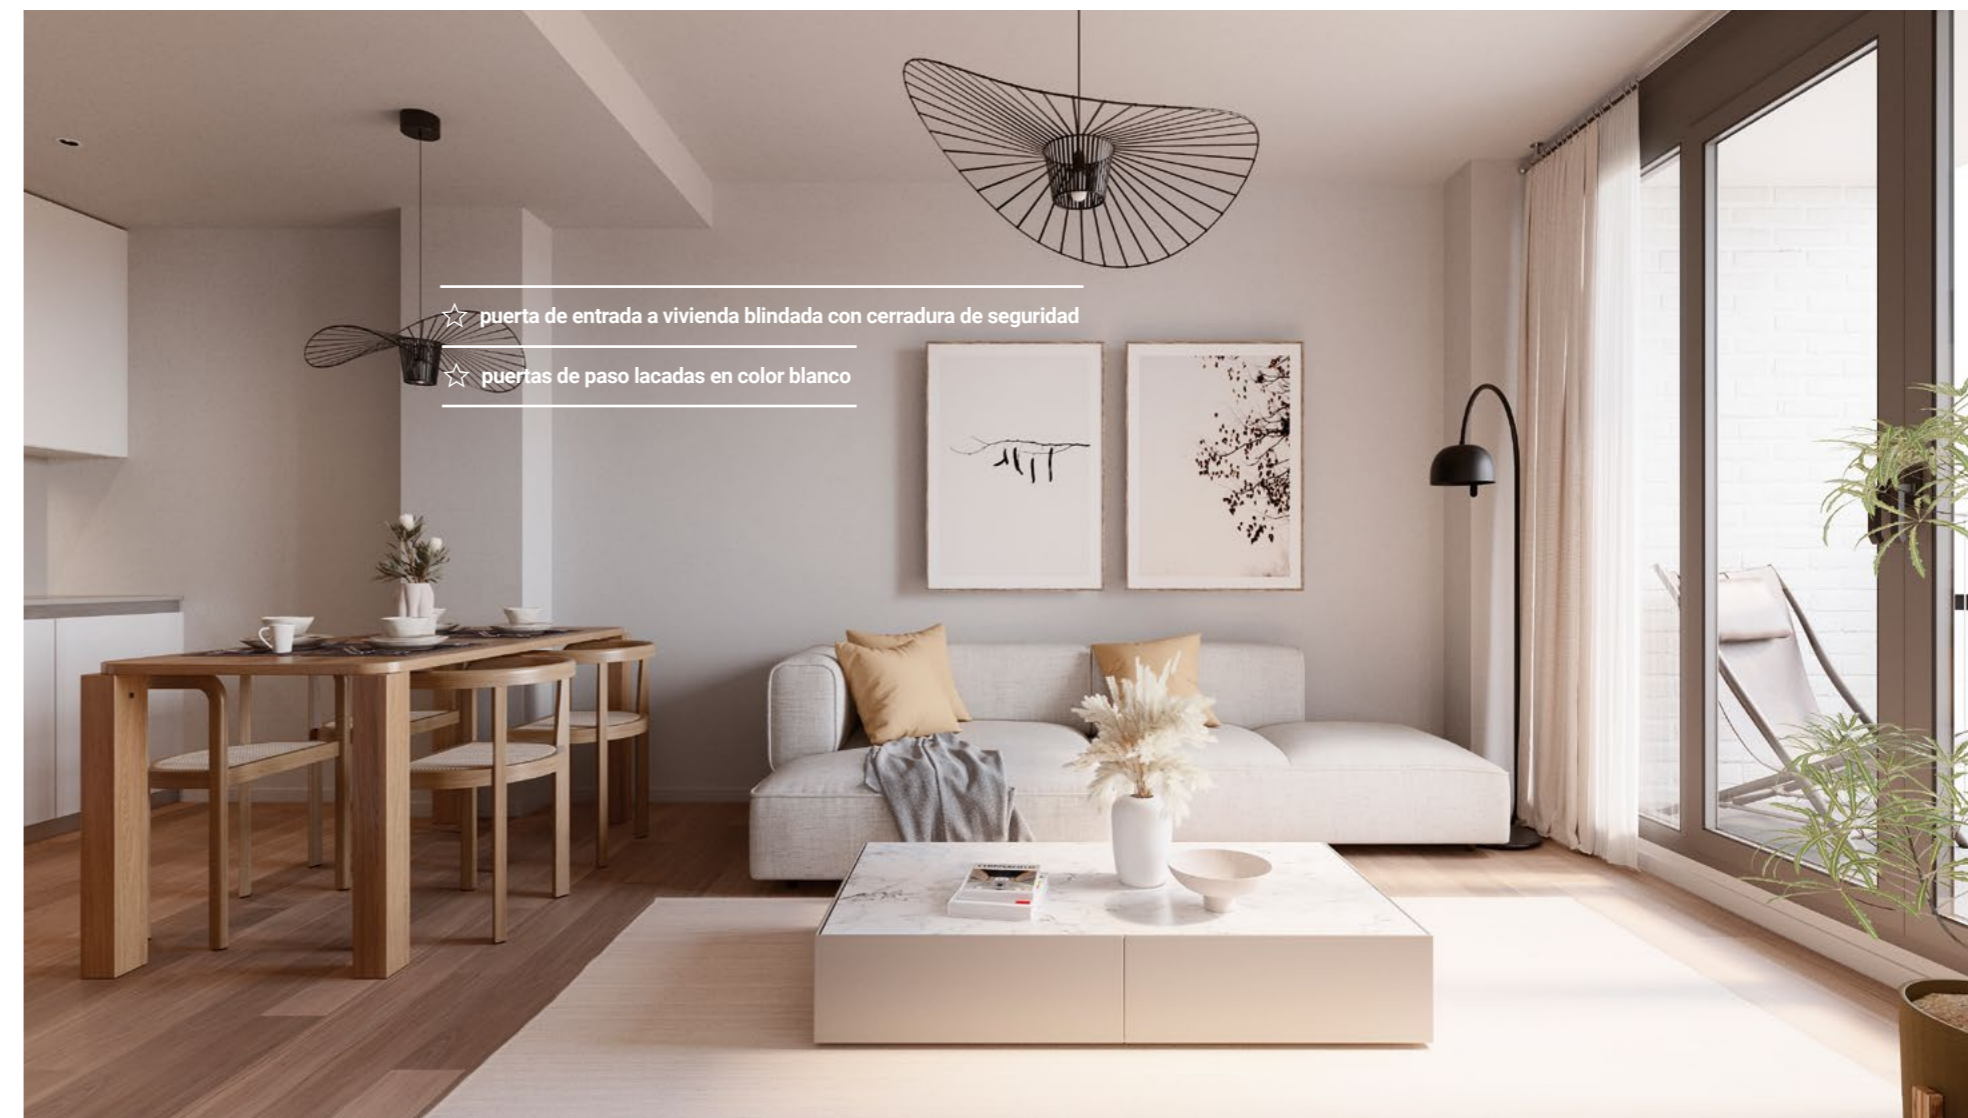 puerta de entrada a vivienda blindada con cerradura de seguridad
puertas de paso lacadas en color blanco